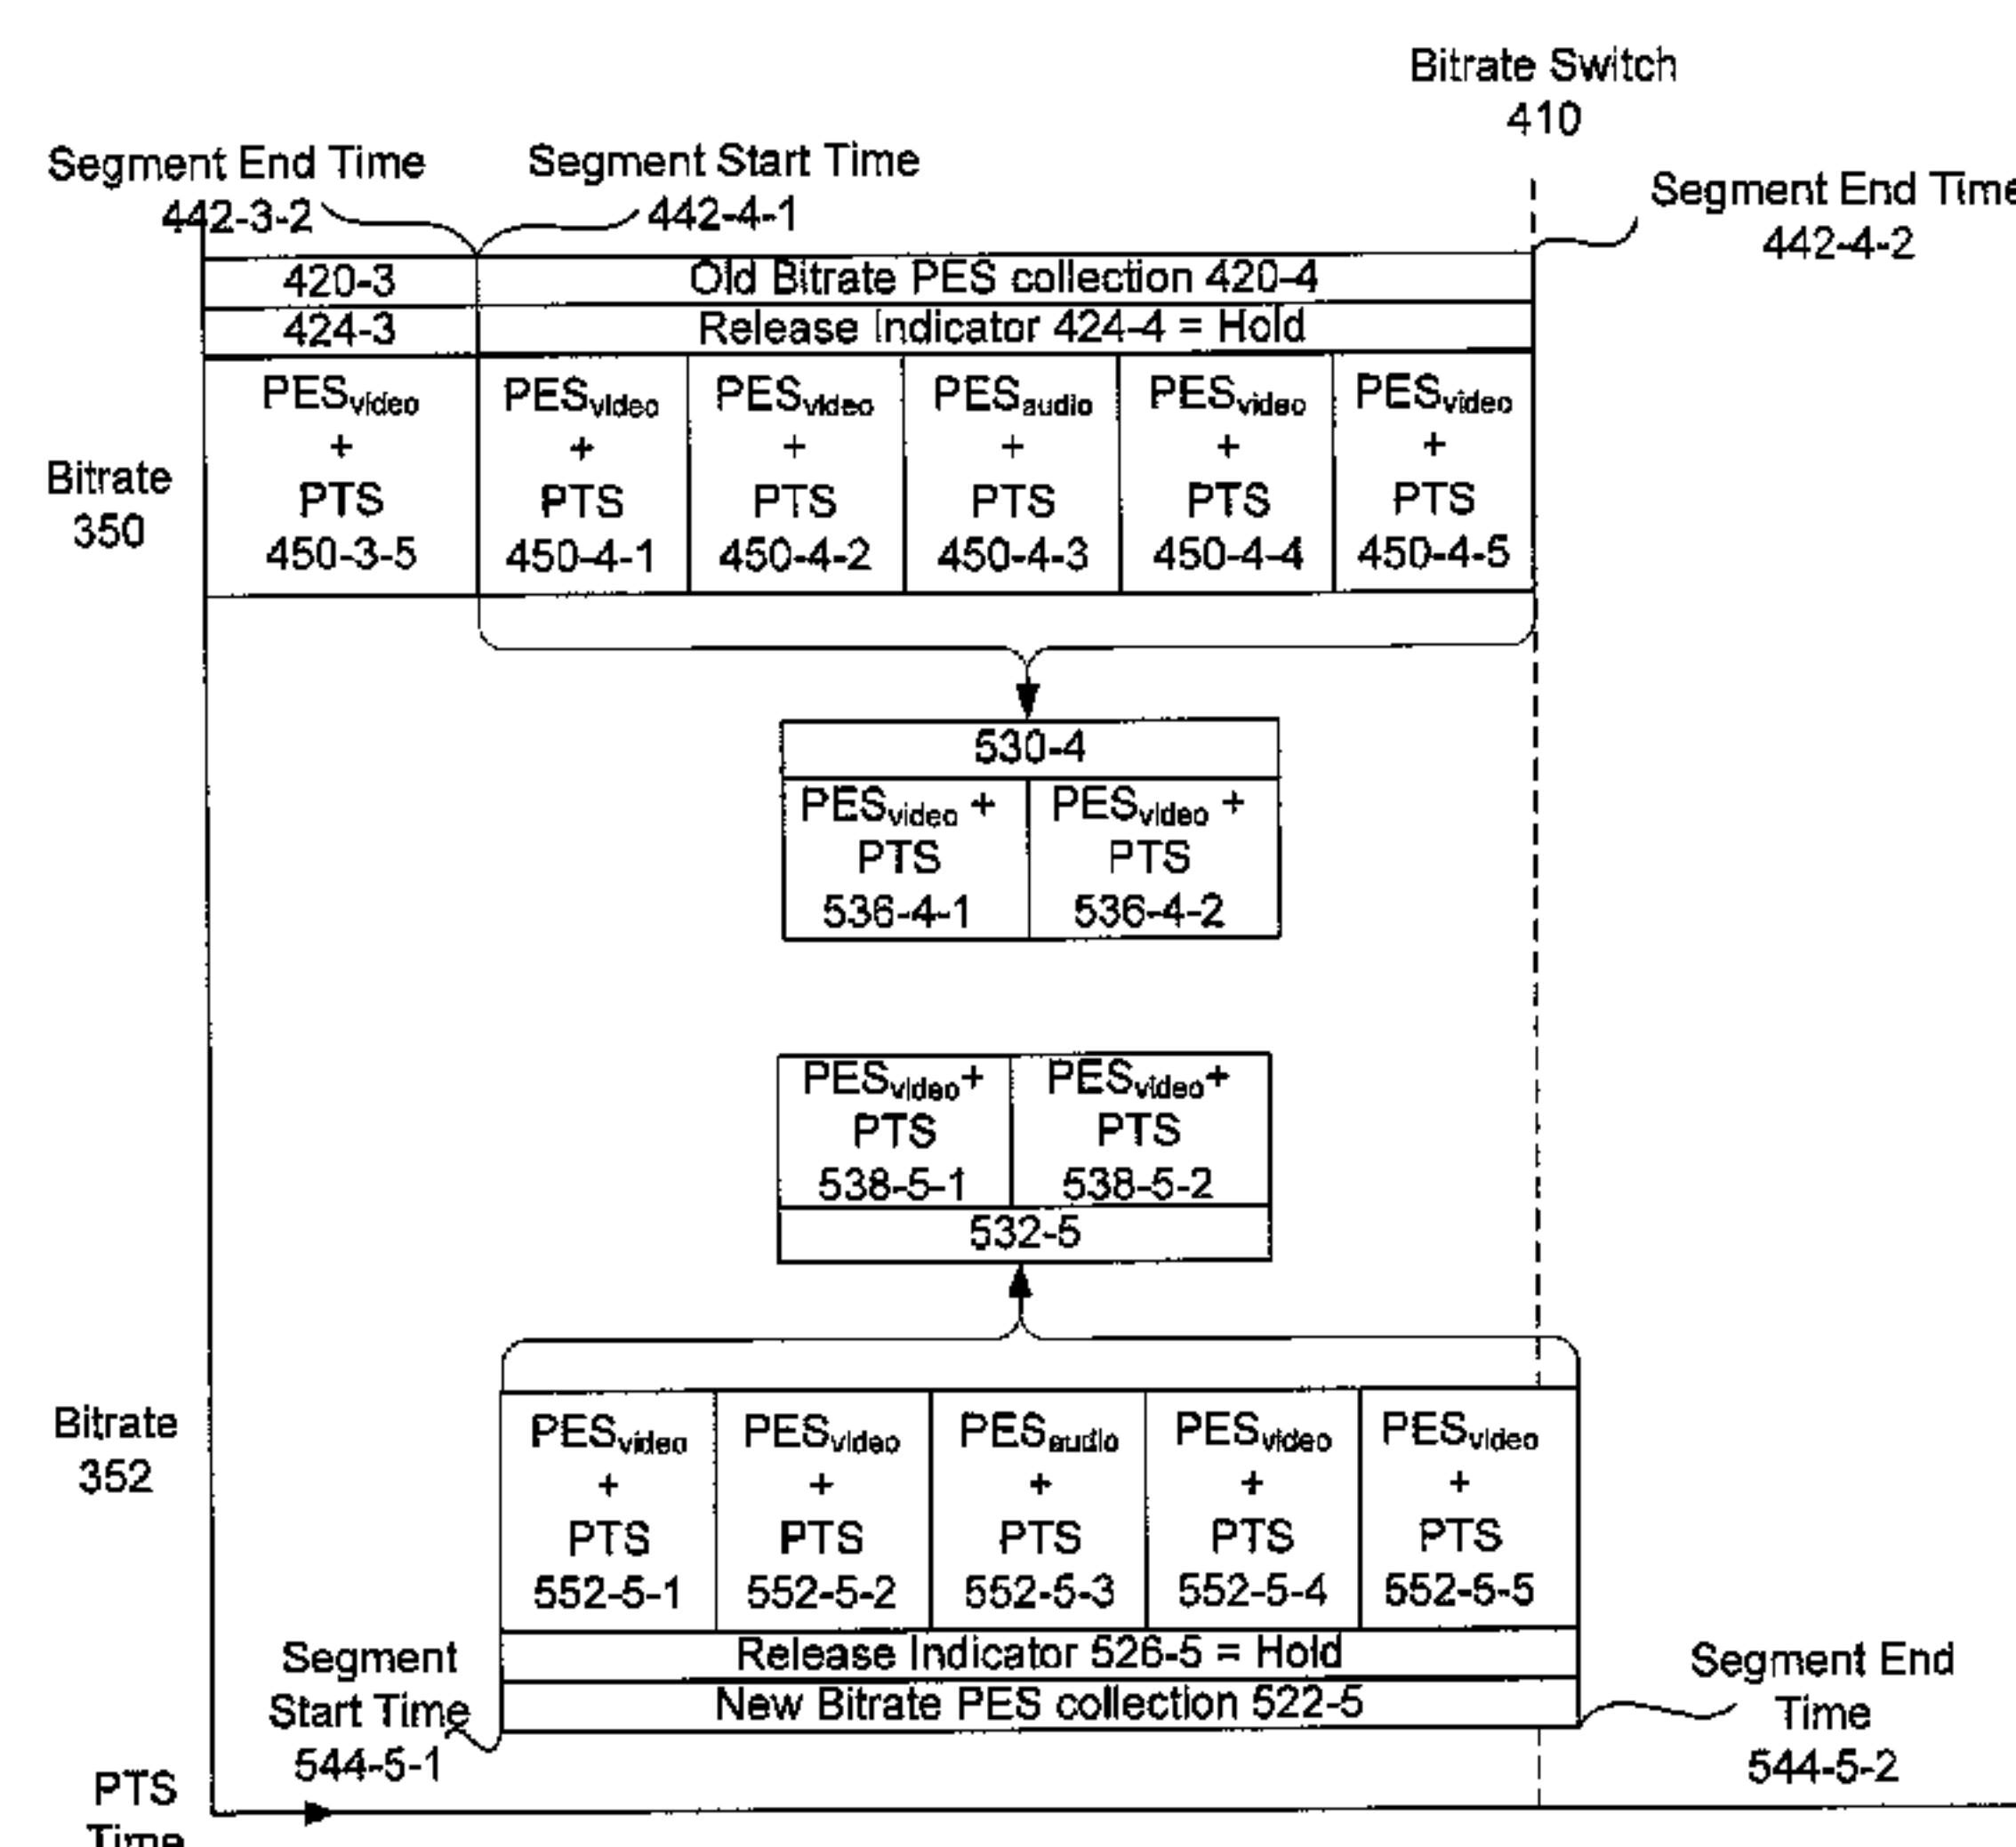 Bitrate Switch
410
Segment End Time
442-3-2
Segment Start Time
442-4-1
Segment End Time
442-4-2
420-3
Old Bitrate PES collection 420-4
424-3
Release Indicator 424-4 = Hold
Bitrate
350
PESvideo
+
PTS
450-3-5
PESvideo
+
PTS
450-4-1
PESvideo
+
PTS
450-4-2
PESaudio
+
PTS
450-4-3
PESvideo
+
PTS
450-4-4
PESvideo
+
PTS
450-4-5
530-4
PESvideo +
PTS
536-4-1
PESvideo +
PTS
536-4-2
PESvideo+
PTS
538-5-1
PESvideo+
PTS
538-5-2
532-5
Bitrate
352
PESvideo
+
PTS
552-5-1
PESvideo
+
PTS
552-5-2
PESaudio
+
PTS
552-5-3
PESvideo
+
PTS
552-5-4
PESvideo
+
PTS
552-5-5
Release Indicator 526-5 = Hold
New Bitrate PES collection 522-5
Segment
Start Time
544-5-1
Segment End
Time
544-5-2
PTS
Time